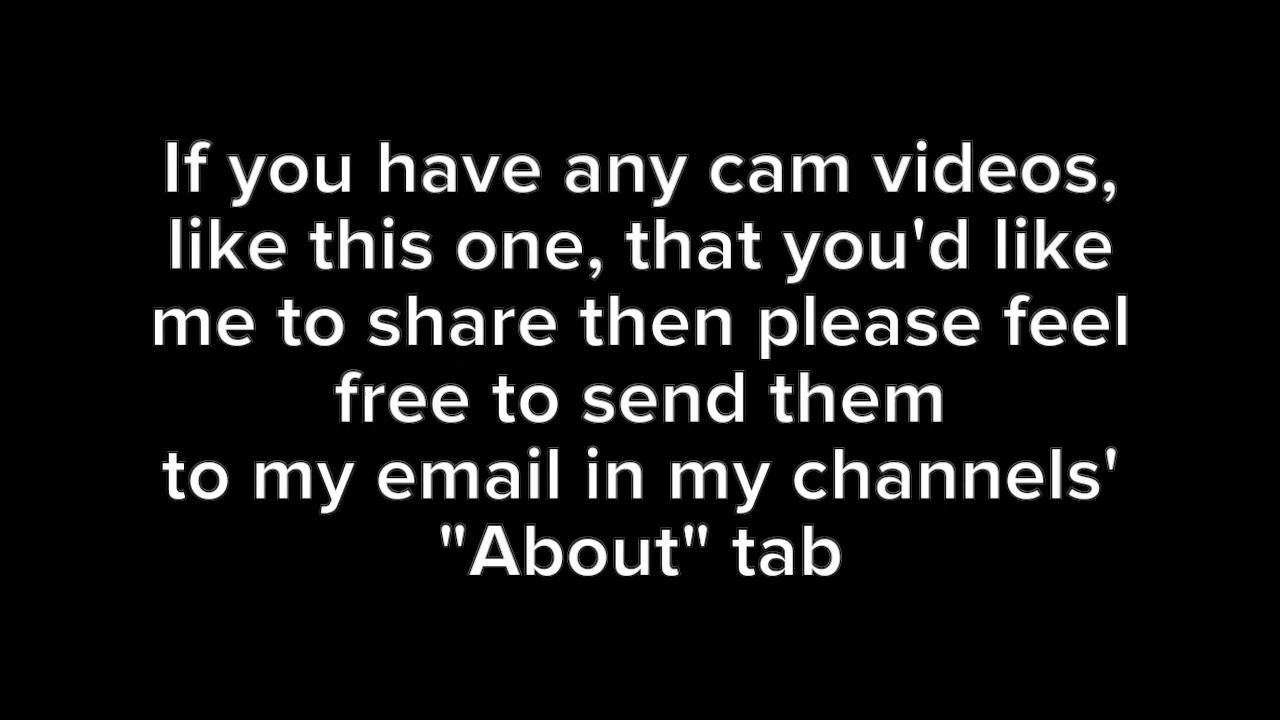 If you have any cam videos,
like this one, that you'd like
me to share then please feel
free to send them
to my email in my channels'
"About" tab